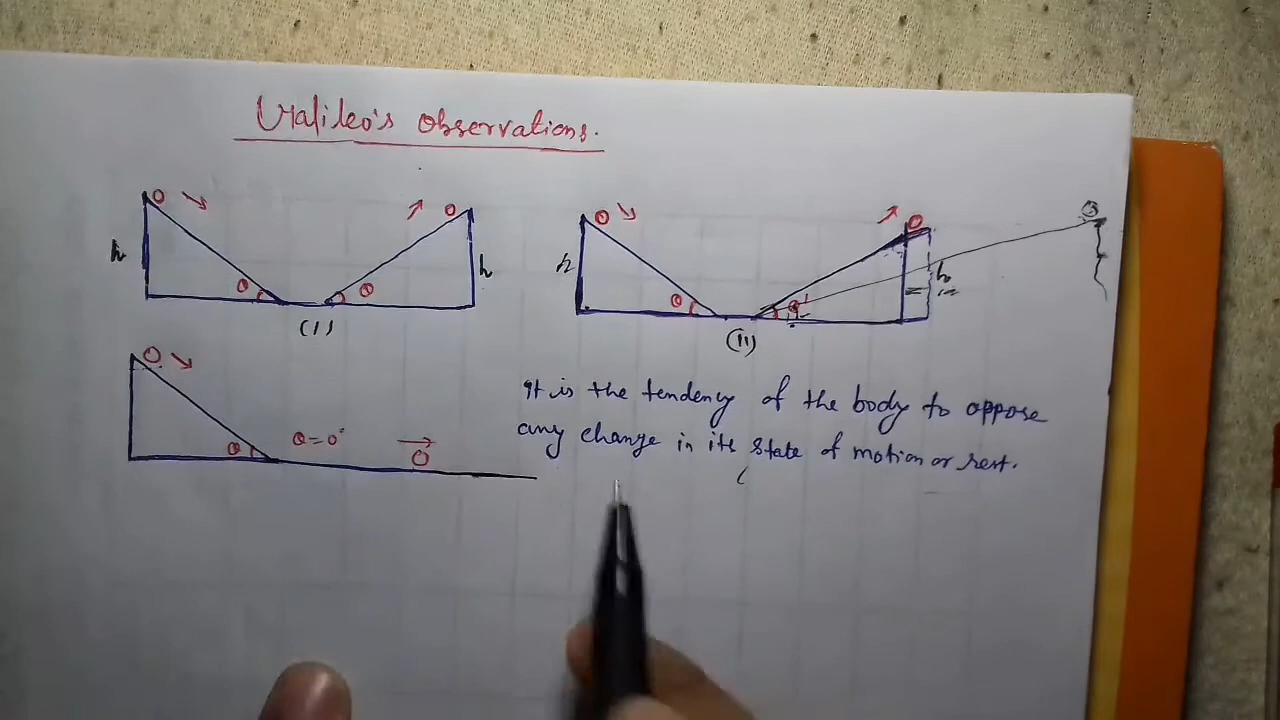 Galileo's observations.
h
θ
θ
h
(I)
h
θ
θ'
h
(II)
θ
θ=0°
It is the tendency of the body to oppose
any change in its state of motion or rest.